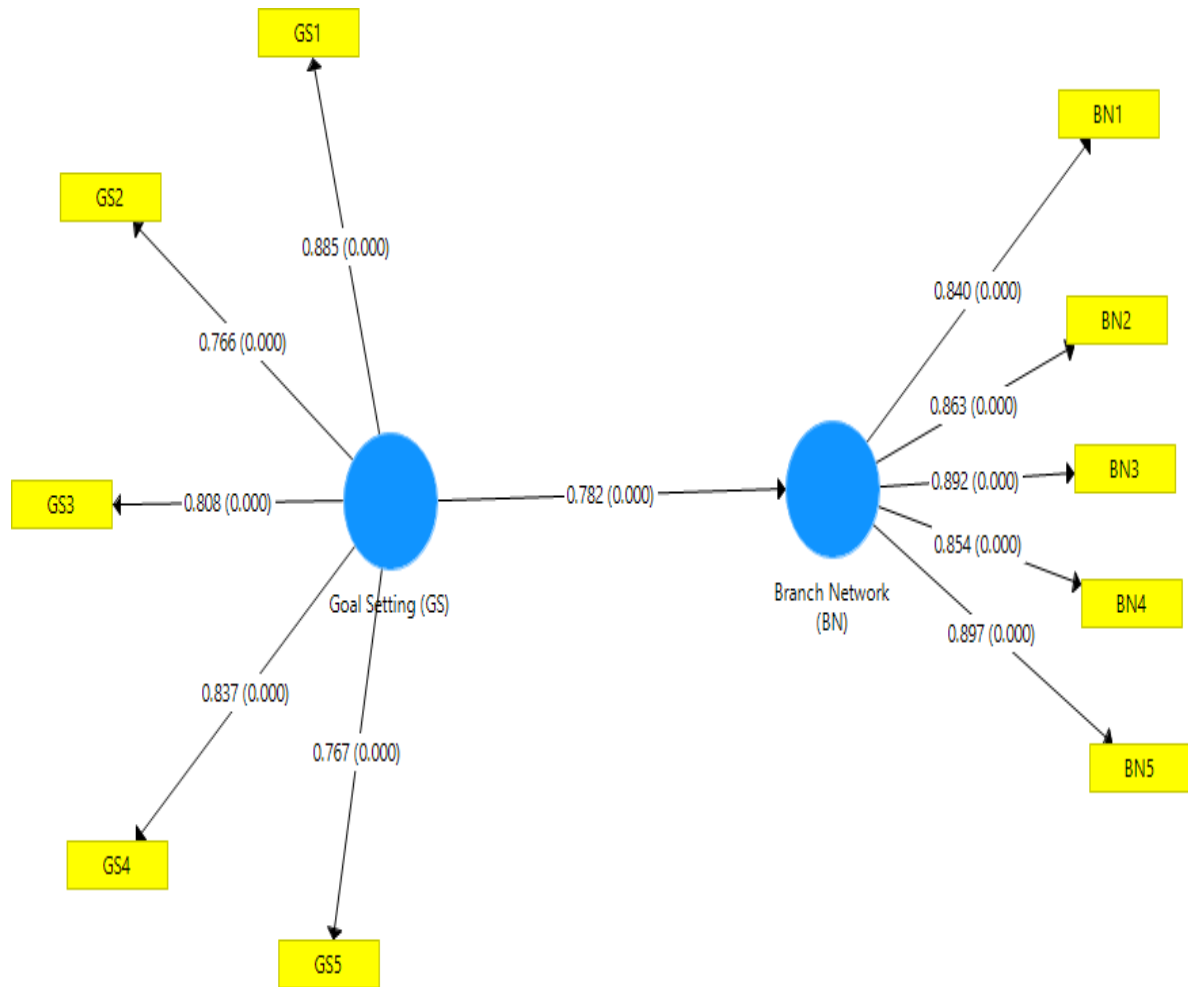 GS1
BN1
GS2
0.885 (0.000)
0.840 (0.000)
BN2
0.766 (0.000)
0.863 (0.000)
BN3
GS3
0.808 (0.000)
0.782 (0.000)
0.892 (0.000)
0.854 (0.000)
Goal Setting (GS)
Branch Network
(BN)
BN4
0.897 (0.000)
0.837 (0.000)
0.767 (0.000)
BN5
GS4
GS5